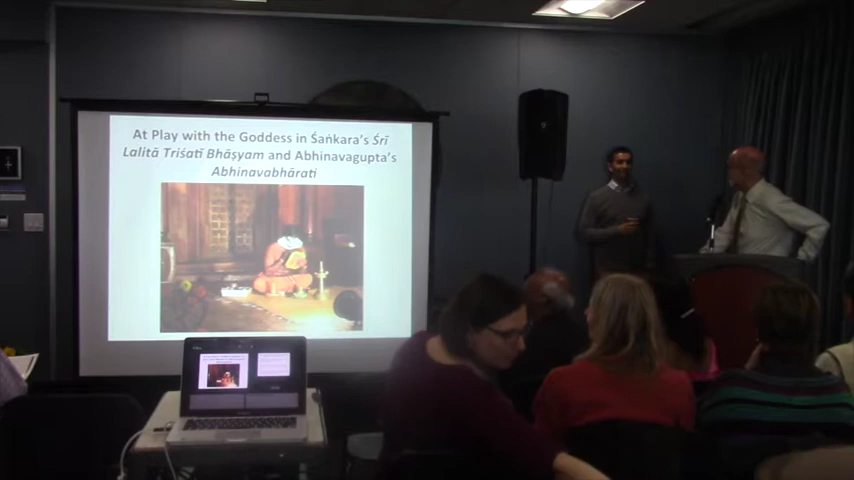 At Play with the Goddess in Śaṅkara's Śrī
Lalitā Triśatī Bhāṣyam and Abhinavagupta's
Abhinavabhāratī